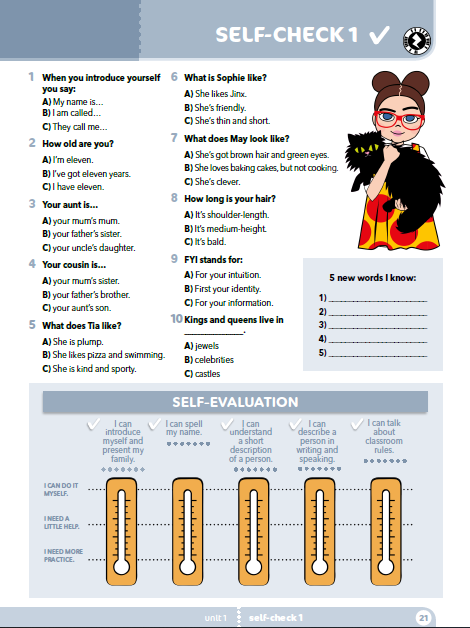 SELF-CHECK 1
1 When you introduce yourself
you say:
A) My name is...
B) I am called...
C) They call me...
2 How old are you?
A) I'm eleven.
B) I've got eleven years.
C) I have eleven.
3 Your aunt is...
A) your mum's mum.
B) your father's sister.
C) your uncle's daughter.
4 Your cousin is...
A) your mum's sister.
B) your father's brother.
C) your aunt's son.
5 What does Tia like?
A) She is plump.
B) She likes pizza and swimming.
C) She is kind and sporty.
6 What is Sophie like?
A) She likes Jinx.
B) She's friendly.
C) She's thin and short.
7 What does May look like?
A) She's got brown hair and green eyes.
B) She loves baking cakes, but not cooking.
C) She's clever.
8 How long is your hair?
A) It's shoulder-length.
B) It's medium-height.
C) It's bald.
9 FYI stands for:
A) For your intuition.
B) First your identity.
C) For your information.
10 Kings and queens live in
____________.
A) jewels
B) celebrities
C) castles
5 new words I know:
1) ____________________
2) ____________________
3) ____________________
4) ____________________
5) ____________________
SELF-EVALUATION
I can
introduce
myself and
present my
family.
I can spell
my name.
I can
understand
a short
description
of a person.
I can
describe a
person in
writing and
speaking.
I can talk
about
classroom
rules.
I CAN DO IT
MYSELF.
I NEED A
LITTLE HELP.
I NEED MORE
PRACTICE.
unit 1
self-check 1
21